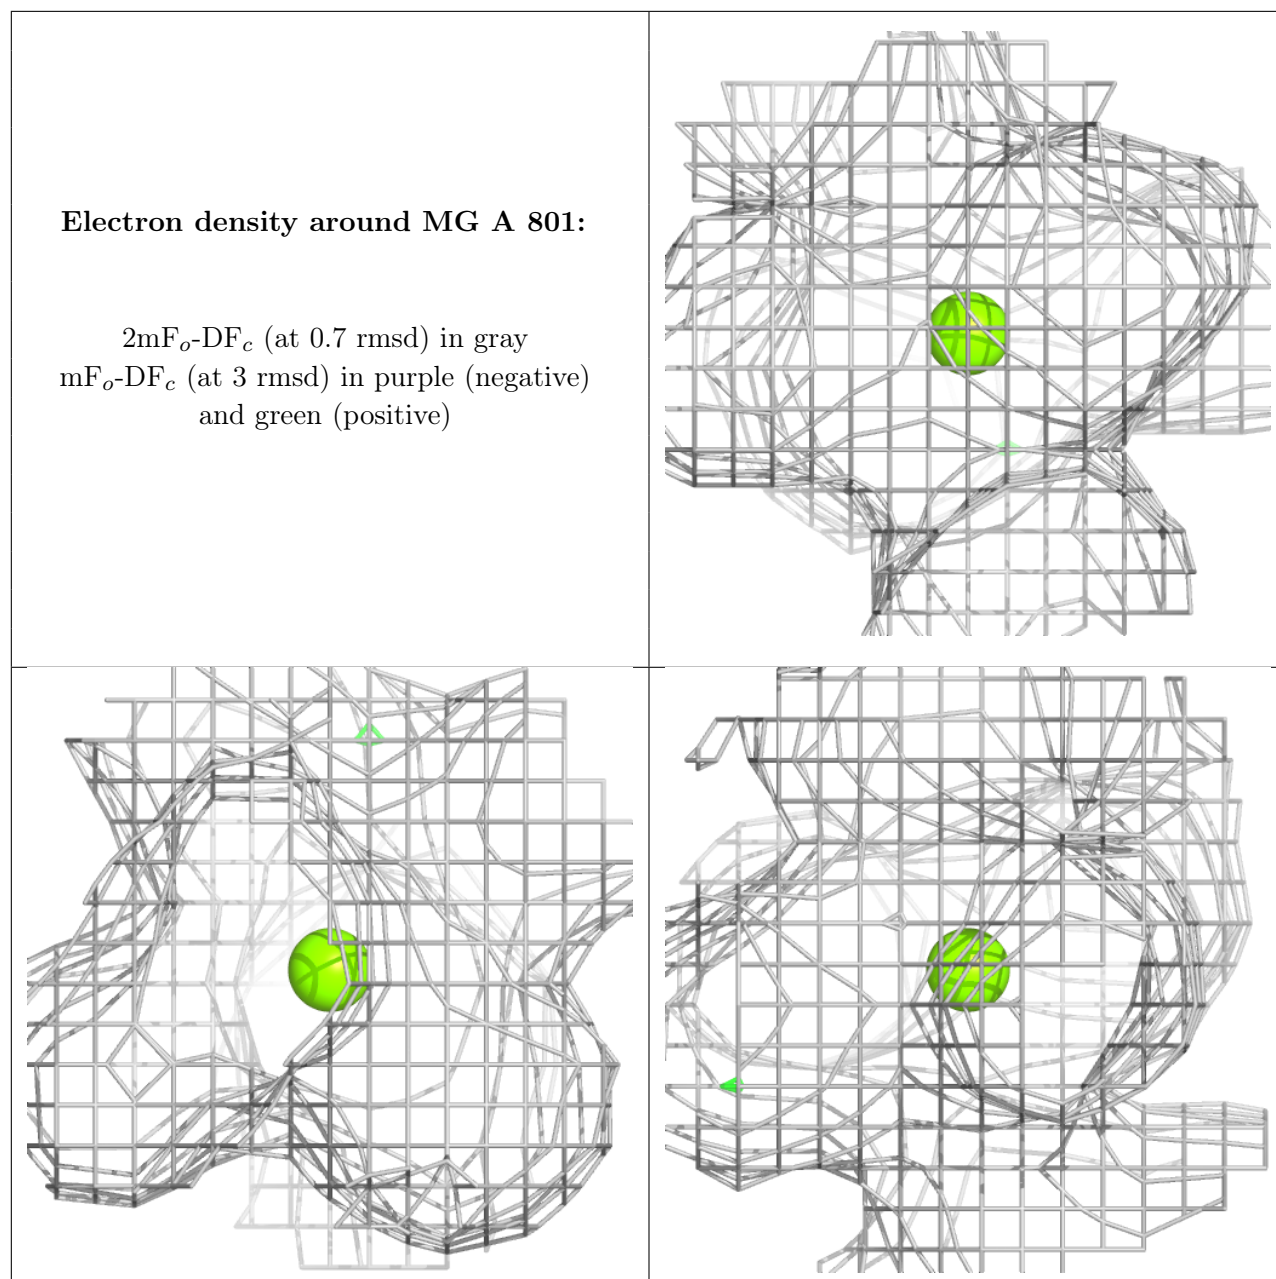 Electron density around MG A 801:
2mFo-DFc (at 0.7 rmsd) in gray
mFo-DFc (at 3 rmsd) in purple (negative)
and green (positive)